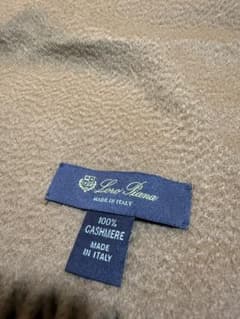 Loro Piana
MADE IN ITALY
100%
CASHMERE
MADE
IN ITALY